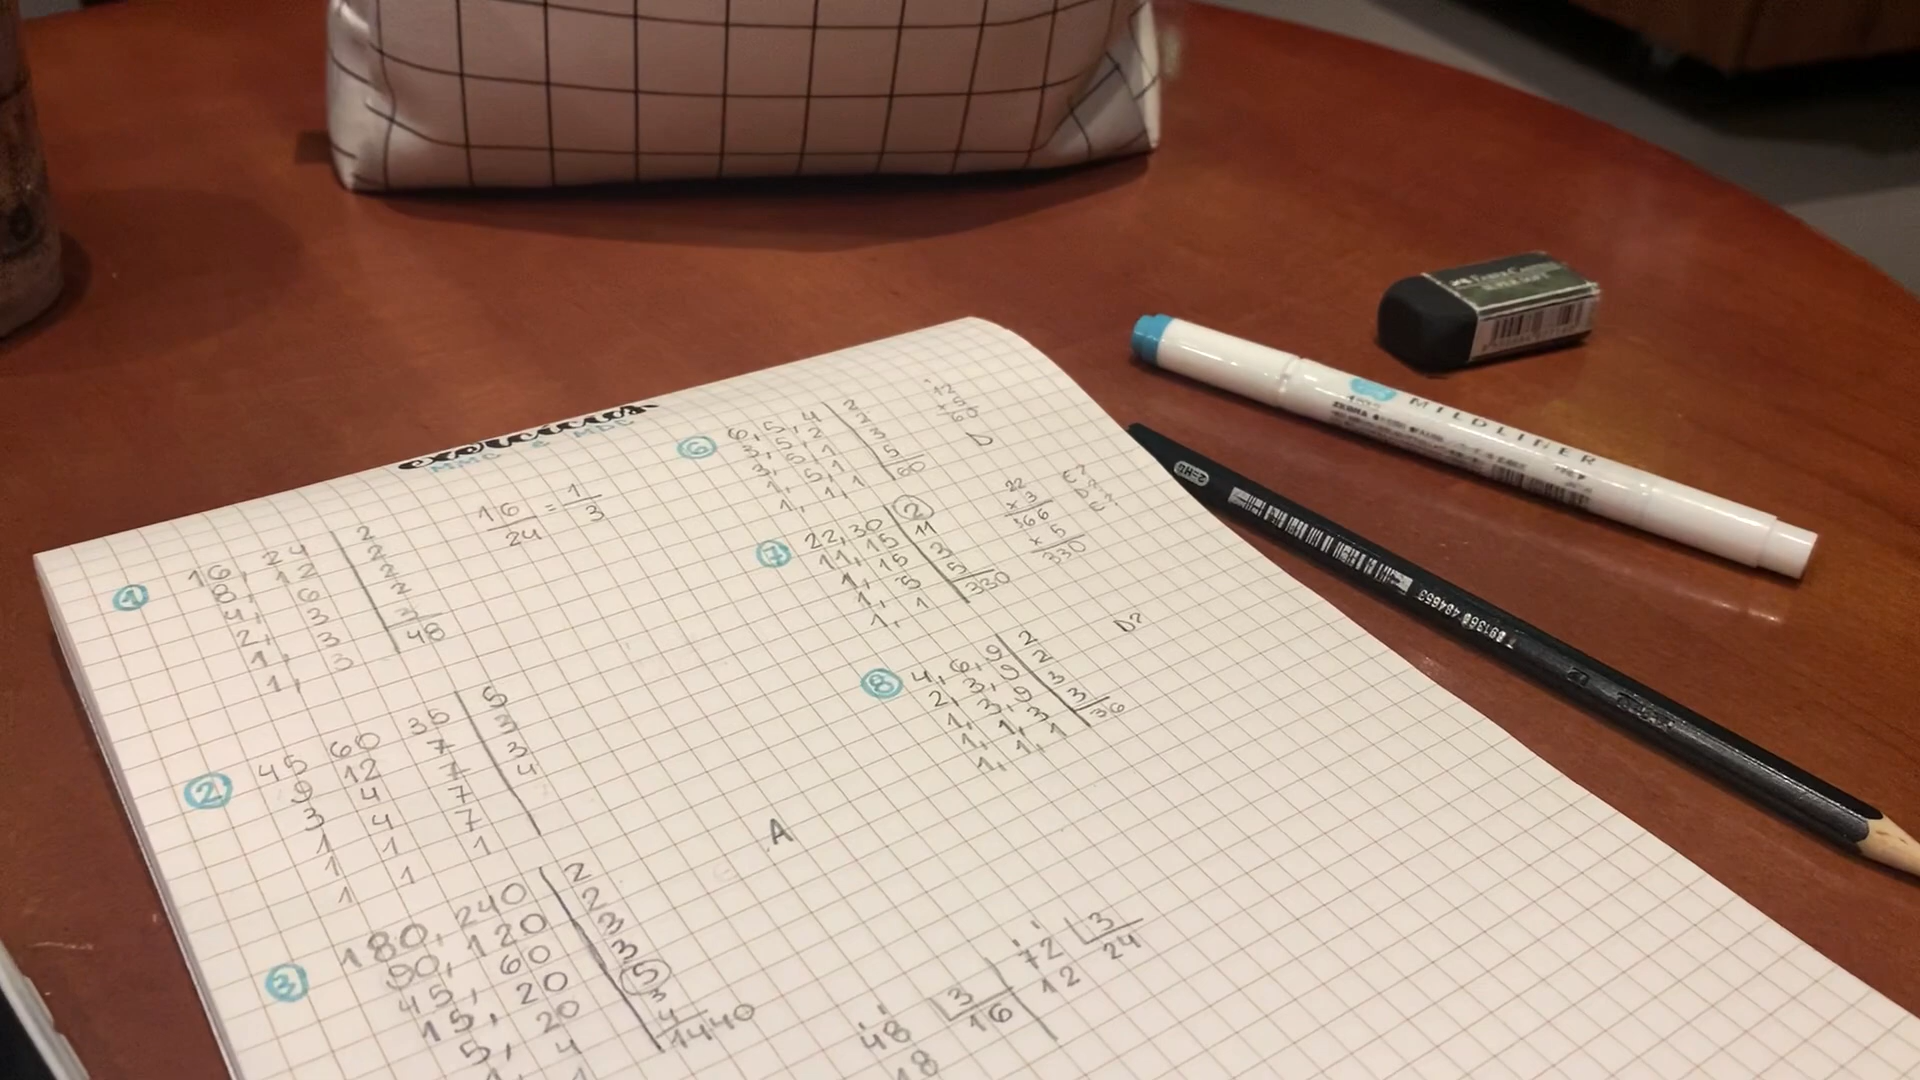 exercícios
MMC e MDC
1
16, 24 | 2
8, 12 | 2
4, 6 | 2
2, 3 | 2
1, 3 | 3
1, 48
16/24 = 1/3
2
45 60 35 | 5
9 12 7 | 3
3 4 7 | 3
1 4 7 | 4
1 1 7
1 1 1
3
180, 240 | 2
90, 120 | 2
45, 60 | 3
15, 20 | 3
5, 20 | 5
4
1440
6
6, 5, 4 | 2
3, 5, 2 | 2
3, 5, 1 | 3
1, 5, 1 | 5
1, 1, 1 60
12
× 5
60
D
7
22, 30 | 2
11, 15 | 11
1, 15 | 3
1, 5 | 5
1, 1 330
22
× 3
66
× 5
330
8
4, 6, 9 | 2
2, 3, 9 | 2
1, 3, 9 | 3
1, 1, 3 | 3
1, 1, 1 36
D?
A
48 | 3
18 16
72 | 3
12 24
MILDLINER
ZEBRA
FABER-CASTELL
2=HB